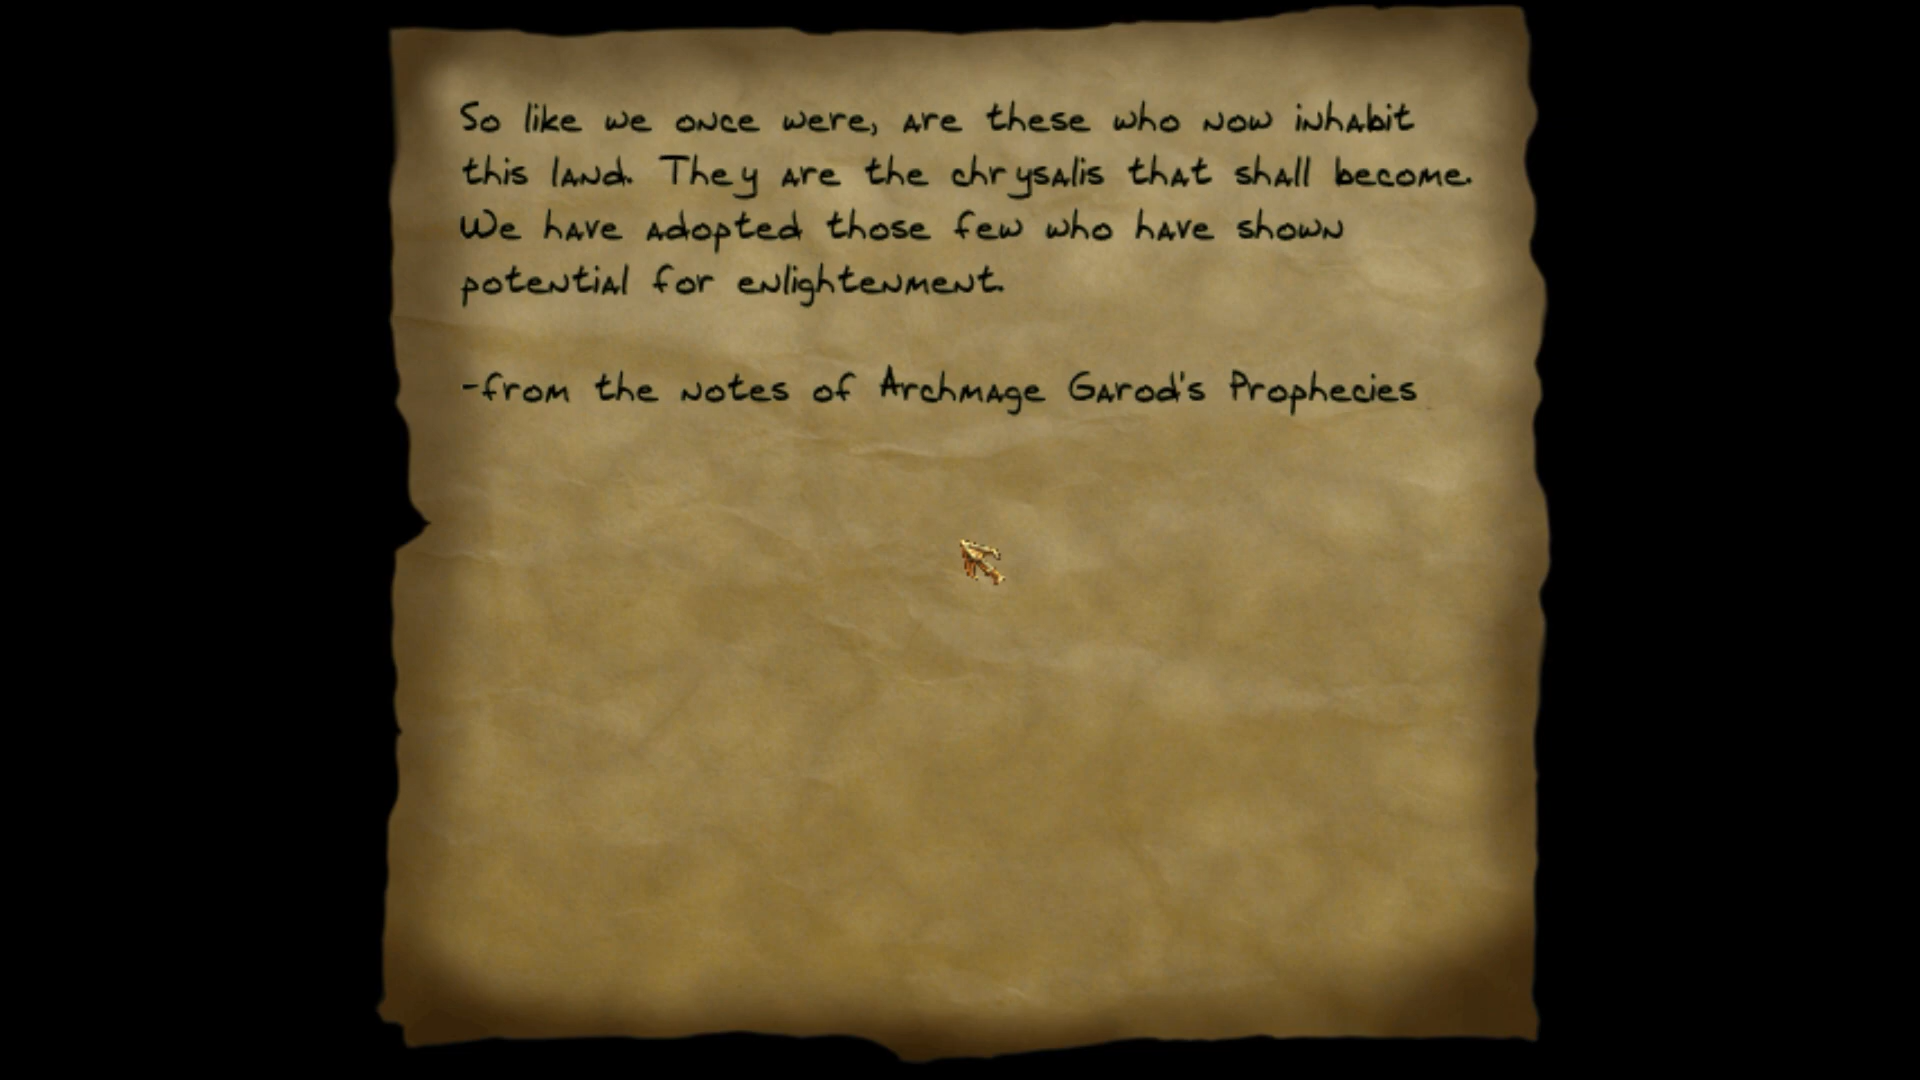 So like we once were, are these who now inhabit
this land. They are the chrysalis that shall become.
We have adopted those few who have shown
potential for enlightenment.
-from the notes of Archmage Garod's Prophecies